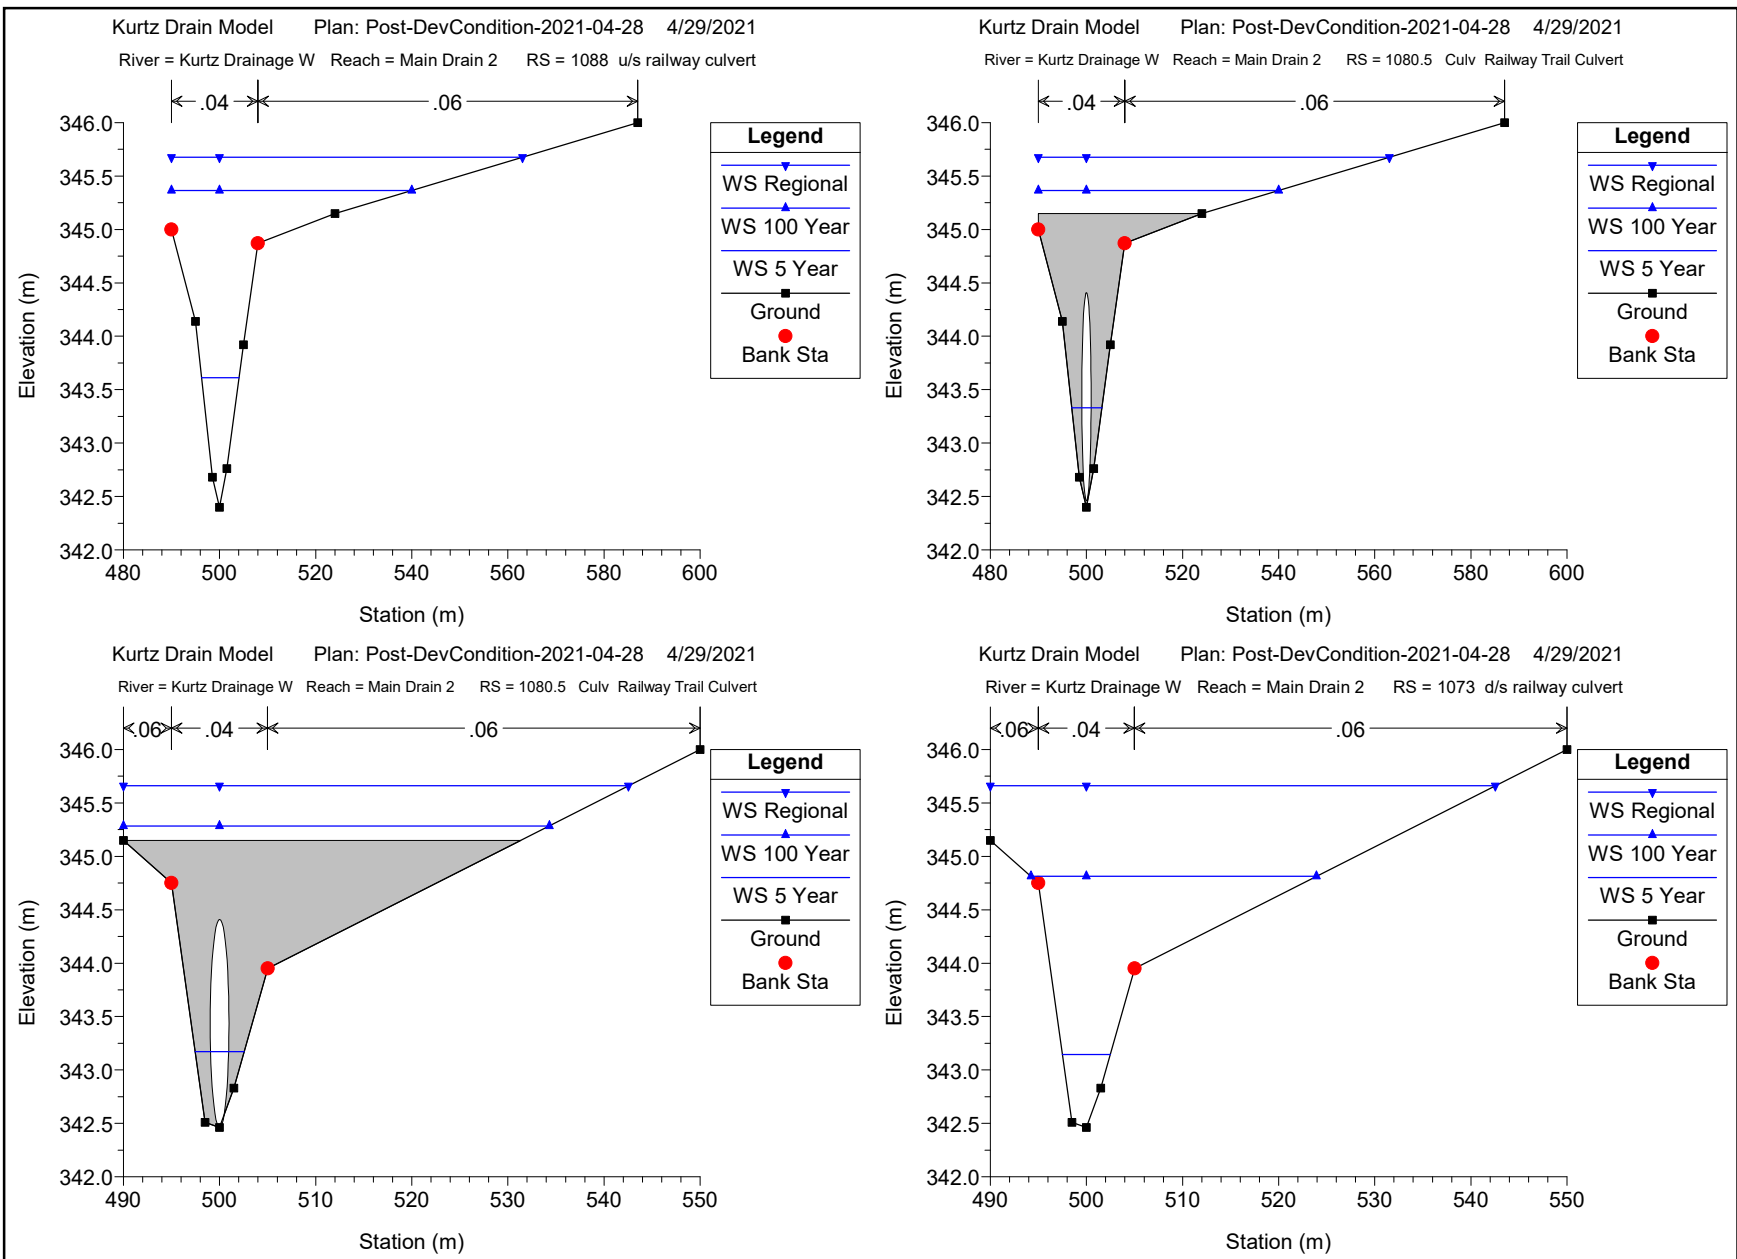 Kurtz Drain Model Plan: Post-DevCondition-2021-04-28 4/29/2021
River = Kurtz Drainage W Reach = Main Drain 2 RS = 1088 u/s railway culvert
.04 .06
346.0
345.5
345.0
344.5
344.0
343.5
343.0
342.5
342.0
Elevation (m)
480 500 520 540 560 580 600
Station (m)
Legend
WS Regional
WS 100 Year
WS 5 Year
Ground
Bank Sta
Kurtz Drain Model Plan: Post-DevCondition-2021-04-28 4/29/2021
River = Kurtz Drainage W Reach = Main Drain 2 RS = 1080.5 Culv Railway Trail Culvert
.04 .06
346.0
345.5
345.0
344.5
344.0
343.5
343.0
342.5
342.0
Elevation (m)
480 500 520 540 560 580 600
Station (m)
Legend
WS Regional
WS 100 Year
WS 5 Year
Ground
Bank Sta
Kurtz Drain Model Plan: Post-DevCondition-2021-04-28 4/29/2021
River = Kurtz Drainage W Reach = Main Drain 2 RS = 1080.5 Culv Railway Trail Culvert
.06 .04 .06
346.0
345.5
345.0
344.5
344.0
343.5
343.0
342.5
342.0
Elevation (m)
490 500 510 520 530 540 550
Station (m)
Legend
WS Regional
WS 100 Year
WS 5 Year
Ground
Bank Sta
Kurtz Drain Model Plan: Post-DevCondition-2021-04-28 4/29/2021
River = Kurtz Drainage W Reach = Main Drain 2 RS = 1073 d/s railway culvert
.06 .04 .06
346.0
345.5
345.0
344.5
344.0
343.5
343.0
342.5
342.0
Elevation (m)
490 500 510 520 530 540 550
Station (m)
Legend
WS Regional
WS 100 Year
WS 5 Year
Ground
Bank Sta